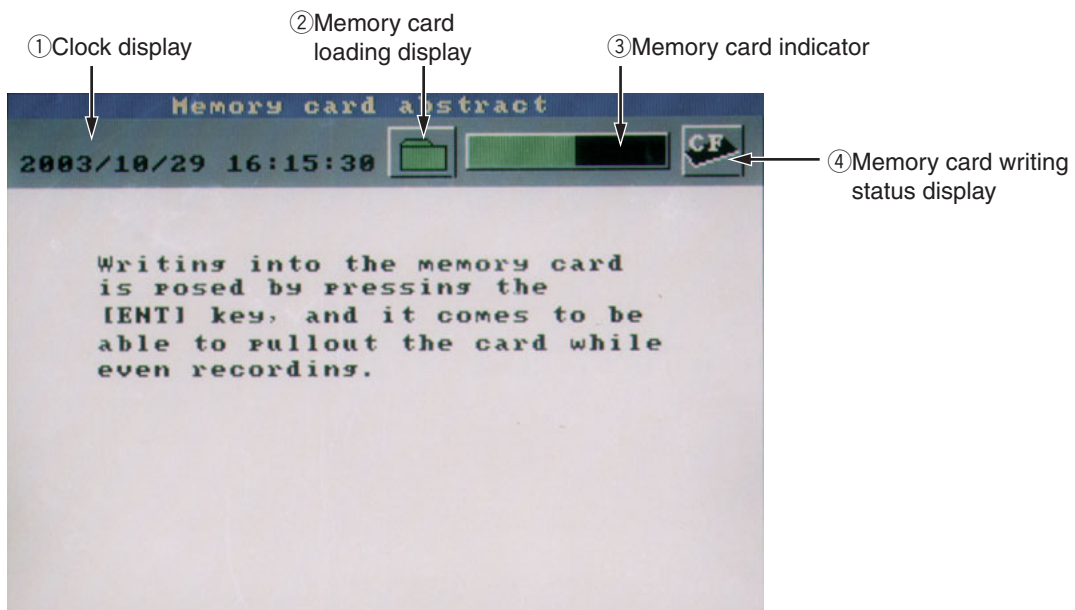 ①Clock display
②Memory card
loading display
③Memory card indicator
Memory card abstract
2003/10/29 16:15:30
CF
④Memory card writing
status display
Writing into the memory card
is posed by pressing the
[ENT] key, and it comes to be
able to pullout the card while
even recording.